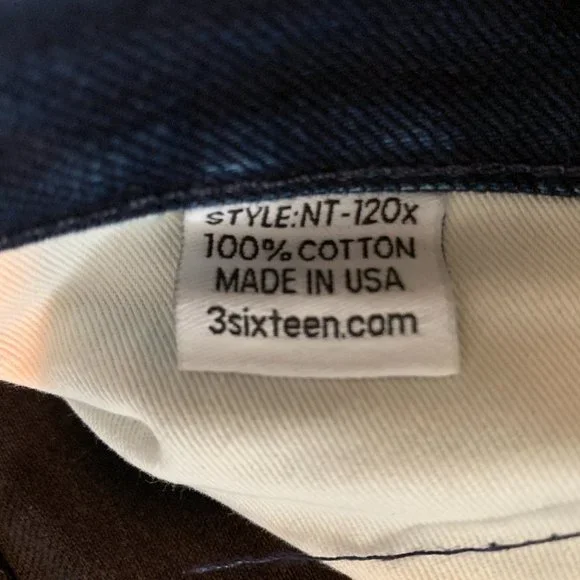 STYLE:NT-120x
100% COTTON
MADE IN USA
3sixteen.com